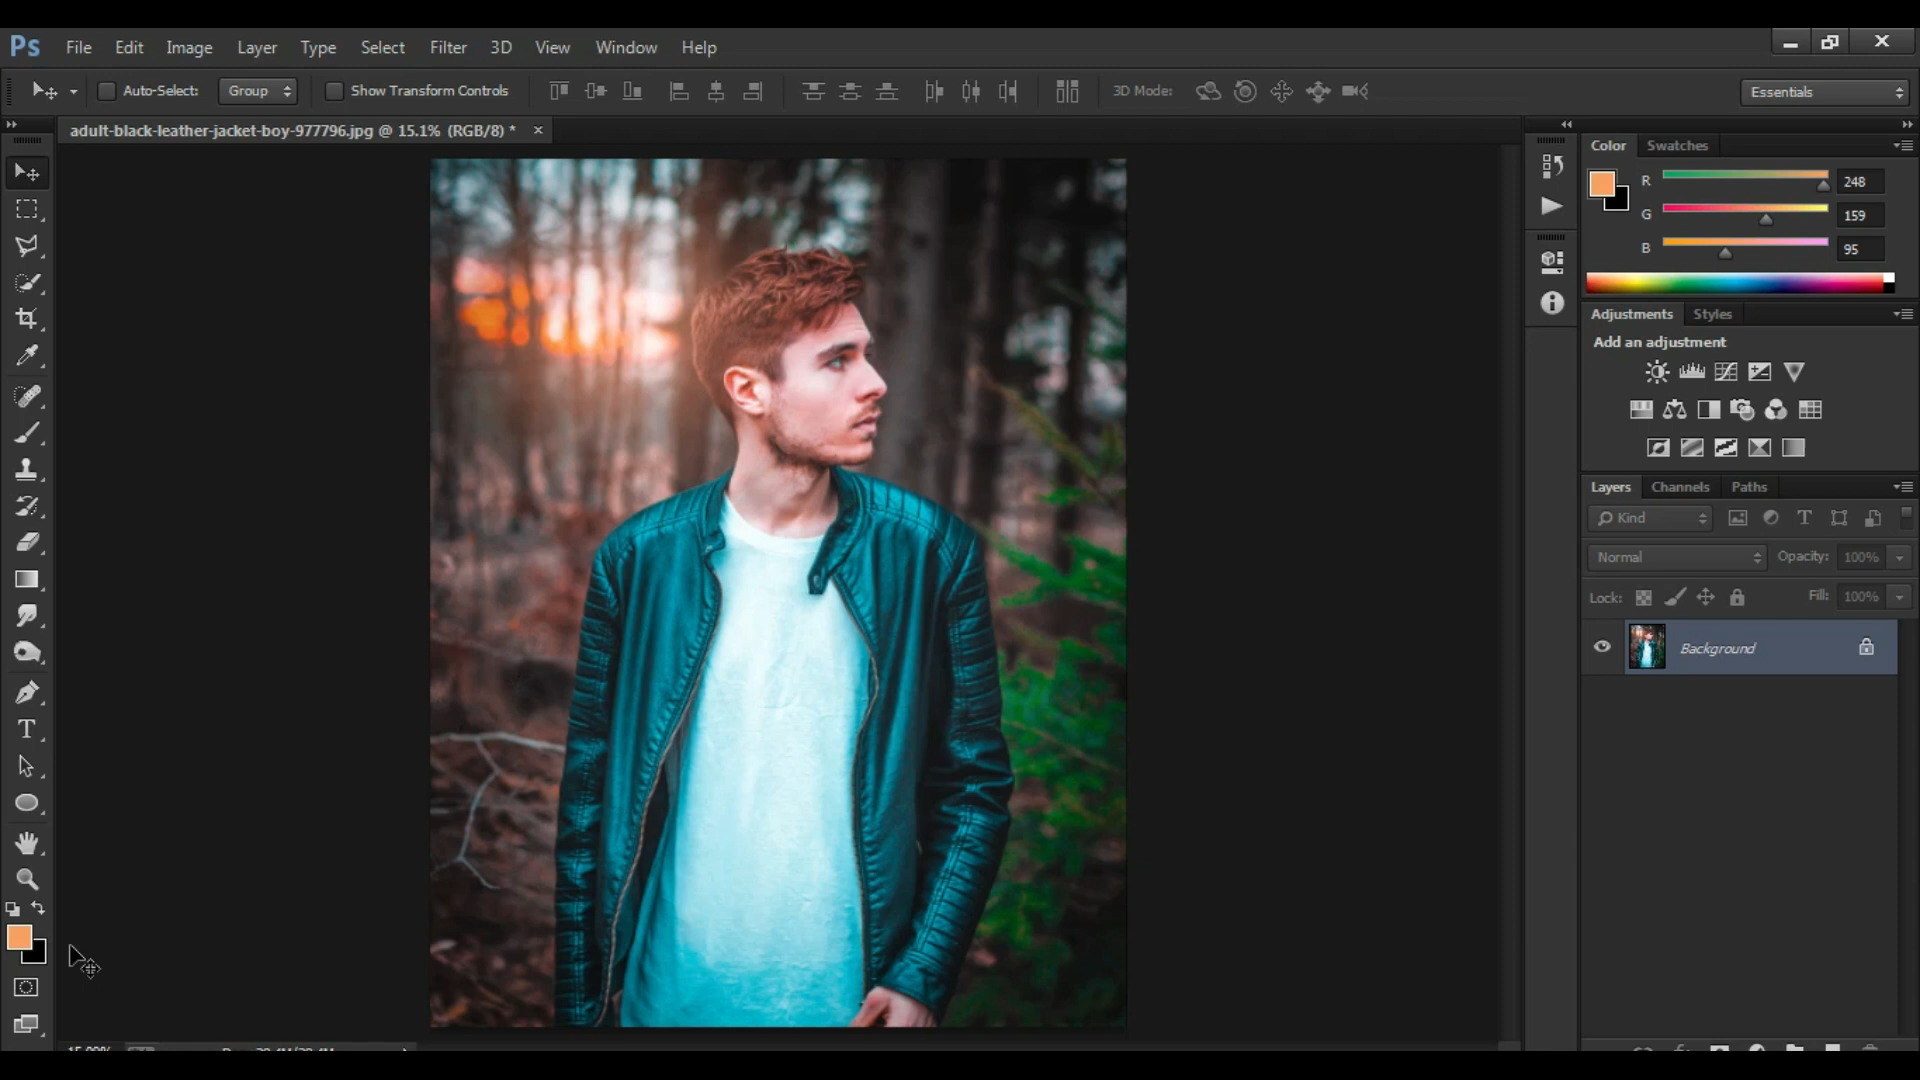 Ps File Edit Image Layer Type Select Filter 3D View Window Help
Auto-Select: Group Show Transform Controls 3D Mode: Essentials
adult-black-leather-jacket-boy-977796.jpg @ 15.1% (RGB/8) * ×
Color Swatches
R 248
G 159
B 95
Adjustments Styles
Add an adjustment
Layers Channels Paths
Kind
Normal Opacity: 100%
Lock: Fill: 100%
Background
T